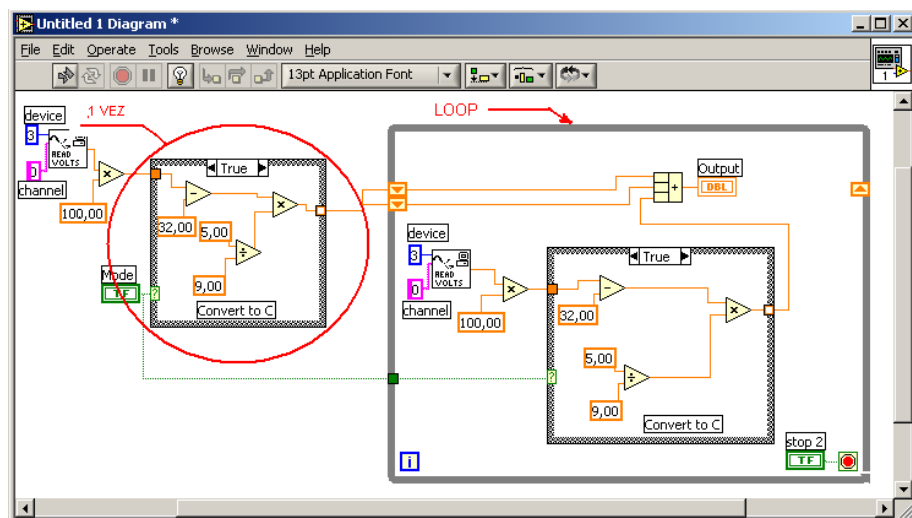 Untitled 1 Diagram *
File Edit Operate Tools Browse Window Help
13pt Application Font
1
,1 VEZ
LOOP
device
3
READ
VOLTS
0
channel
100,00
True
32,00
5,00
9,00
Convert to C
Mode
TF
?
Output
DBL
device
3
READ
VOLTS
0
channel
100,00
True
32,00
5,00
9,00
Convert to C
?
i
stop 2
TF